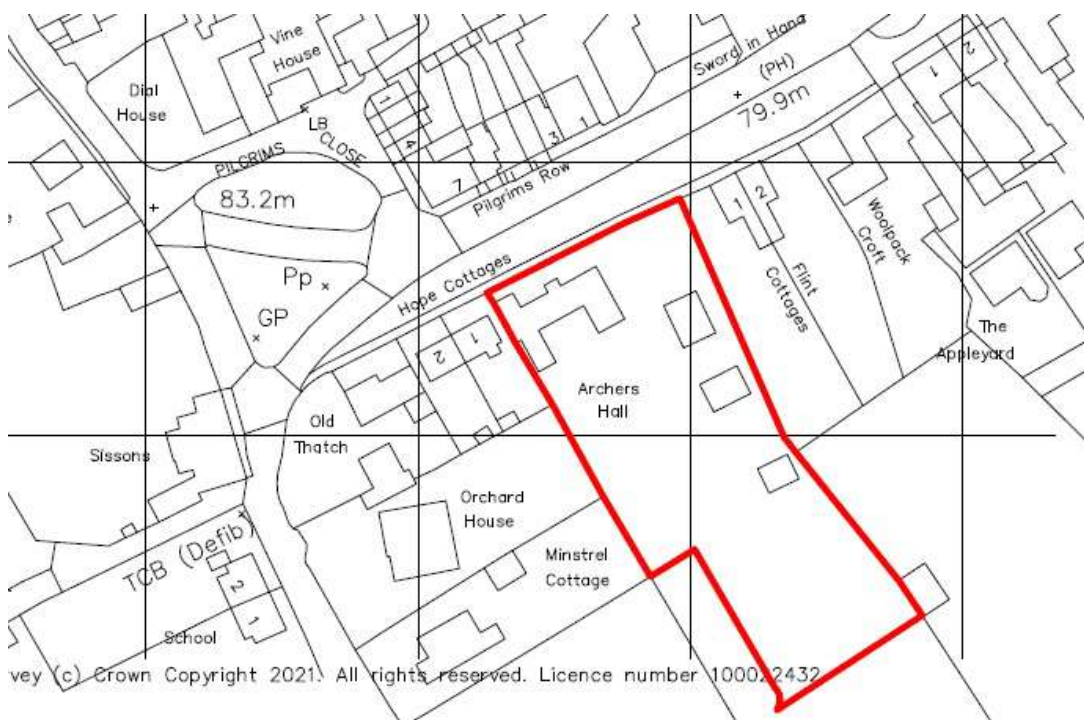 Vine
House
Sword in Hand
(PH)
79.9m
1
2
Dial
House
LB
PILGRIMS
CLOSE
1
4
7
3
1
Pilgrims Row
83.2m
1
2
Woolpack
Croft
Pp
Hope Cottages
Flint
Cottages
GP
The
Appleyard
2
1
Archers
Hall
Old
Thatch
Sissons
Orchard
House
TCB (Defib)
Minstrel
Cottage
2
1
School
vey (c) Crown Copyright 2021. All rights reserved. Licence number 100022432